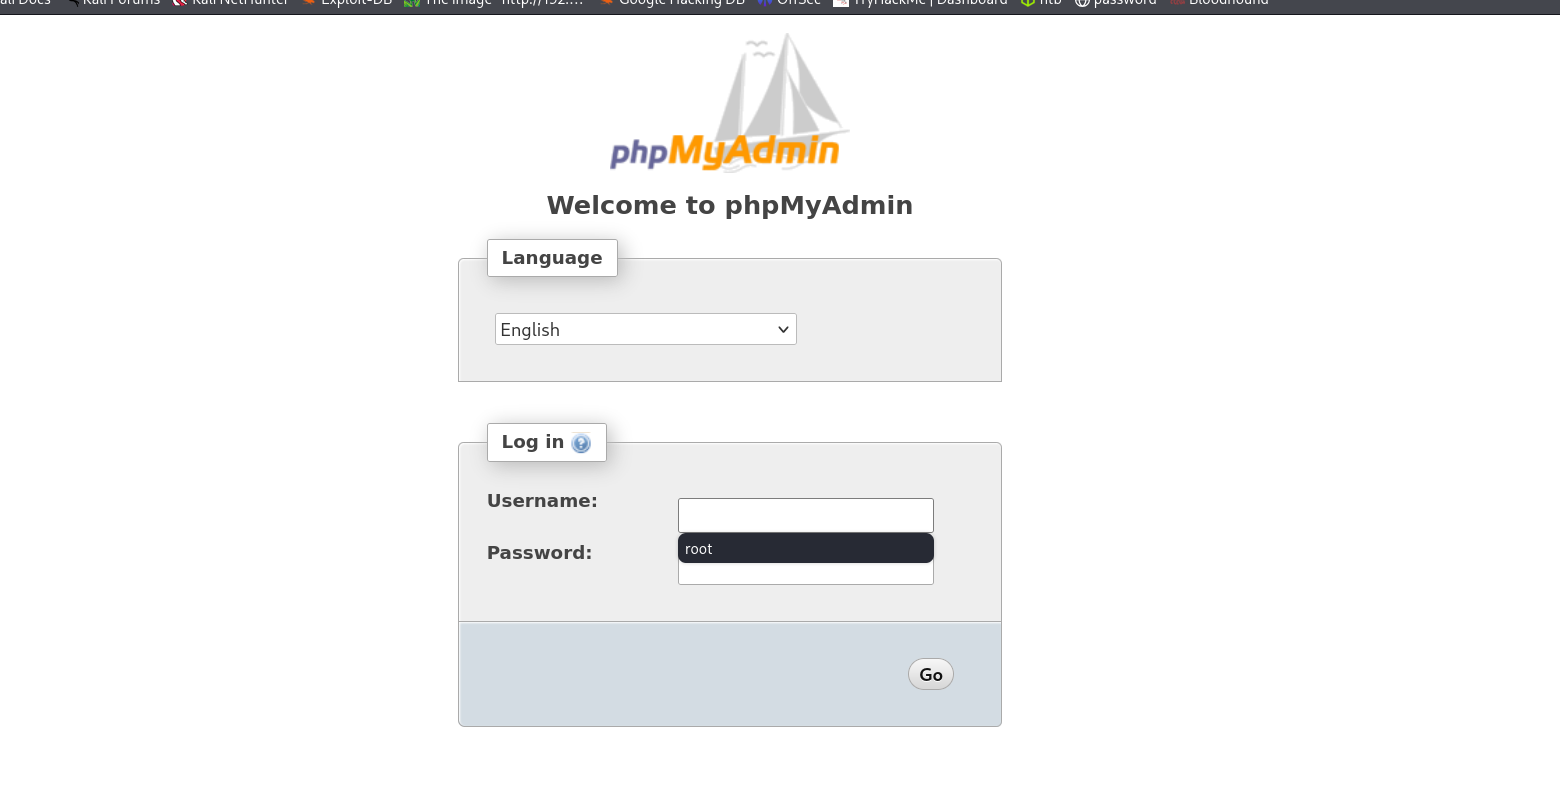 ali Docs Kali Forums Kali NetHunter Exploit-DB The image "http://192.… Google Hacking DB OffSec TryHackMe | Dashboard htb password Bloodhound
phpMyAdmin
Welcome to phpMyAdmin
Language
English
Log in
Username:
root
Password:
Go